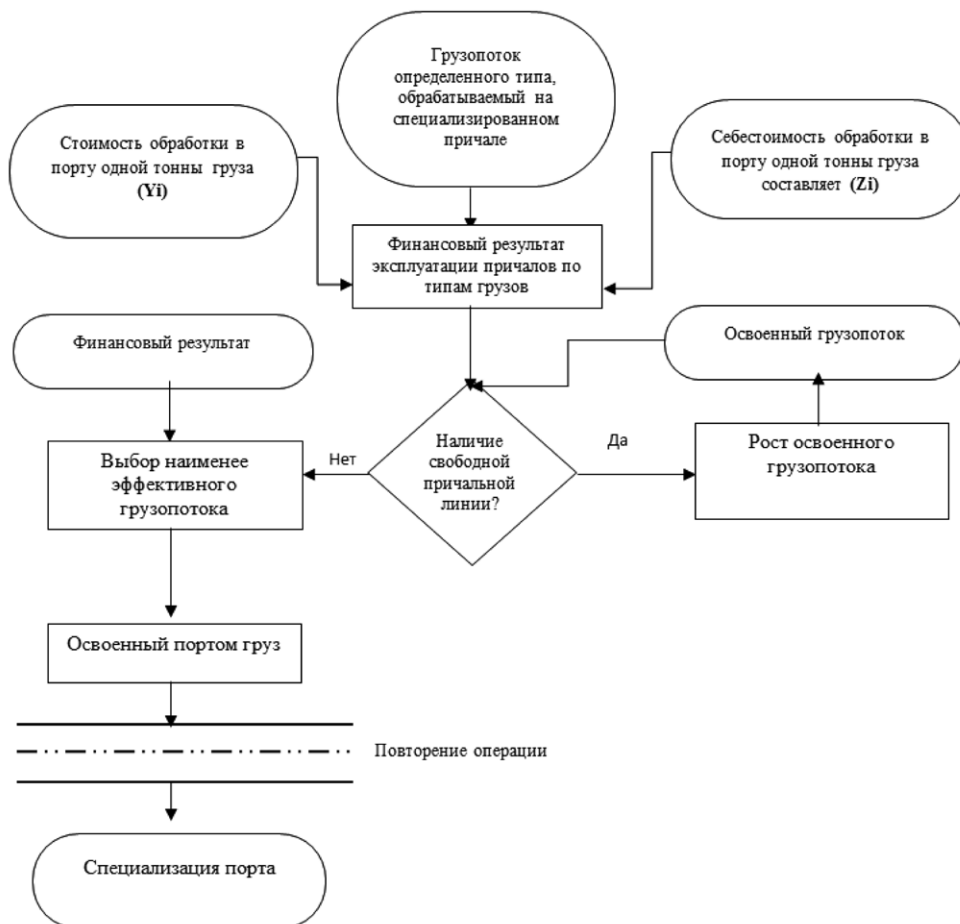 Грузопоток
определенного типа,
обрабатываемый на
специализированном
причале
Стоимость обработки в
порту одной тонны груза
(Yi)
Себестоимость обработки в
порту одной тонны груза
составляет (Zi)
Финансовый результат
эксплуатации причалов по
типам грузов
Финансовый результат
Освоенный грузопоток
Выбор наименее
эффективного
грузопотока
Нет
Наличие
свободной
причальной
линии?
Да
Рост освоенного
грузопотока
Освоенный портом груз
Повторение операции
Специализация порта